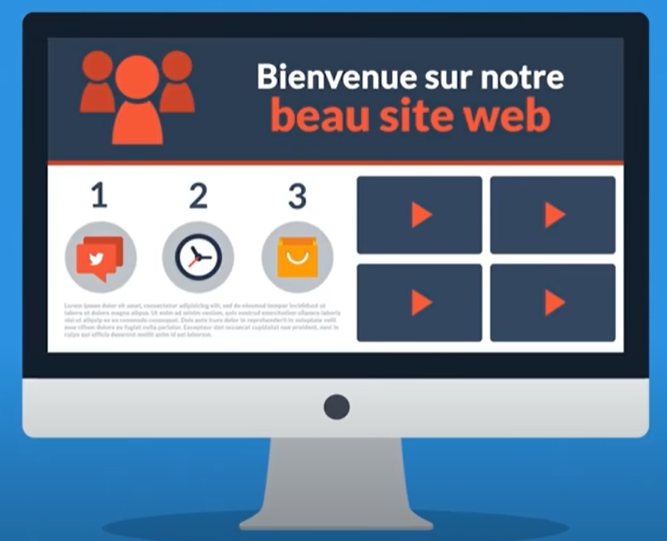 Bienvenue sur notre
beau site web
1 2 3
Lorem ipsum dolor sit amet, consectetur adipiscing elit, sed do eiusmod tempor incididunt ut
labore et dolore magna aliqua. Ut enim ad minim veniam, quis nostrud exercitation ullamco laboris
nisi ut aliquip ex ea commodo consequat. Duis aute irure dolor in reprehenderit in voluptate velit
esse cillum dolore eu fugiat nulla pariatur. Excepteur sint occaecat cupidatat non proident, sunt in
culpa qui officia deserunt mollit anim id est laborum.